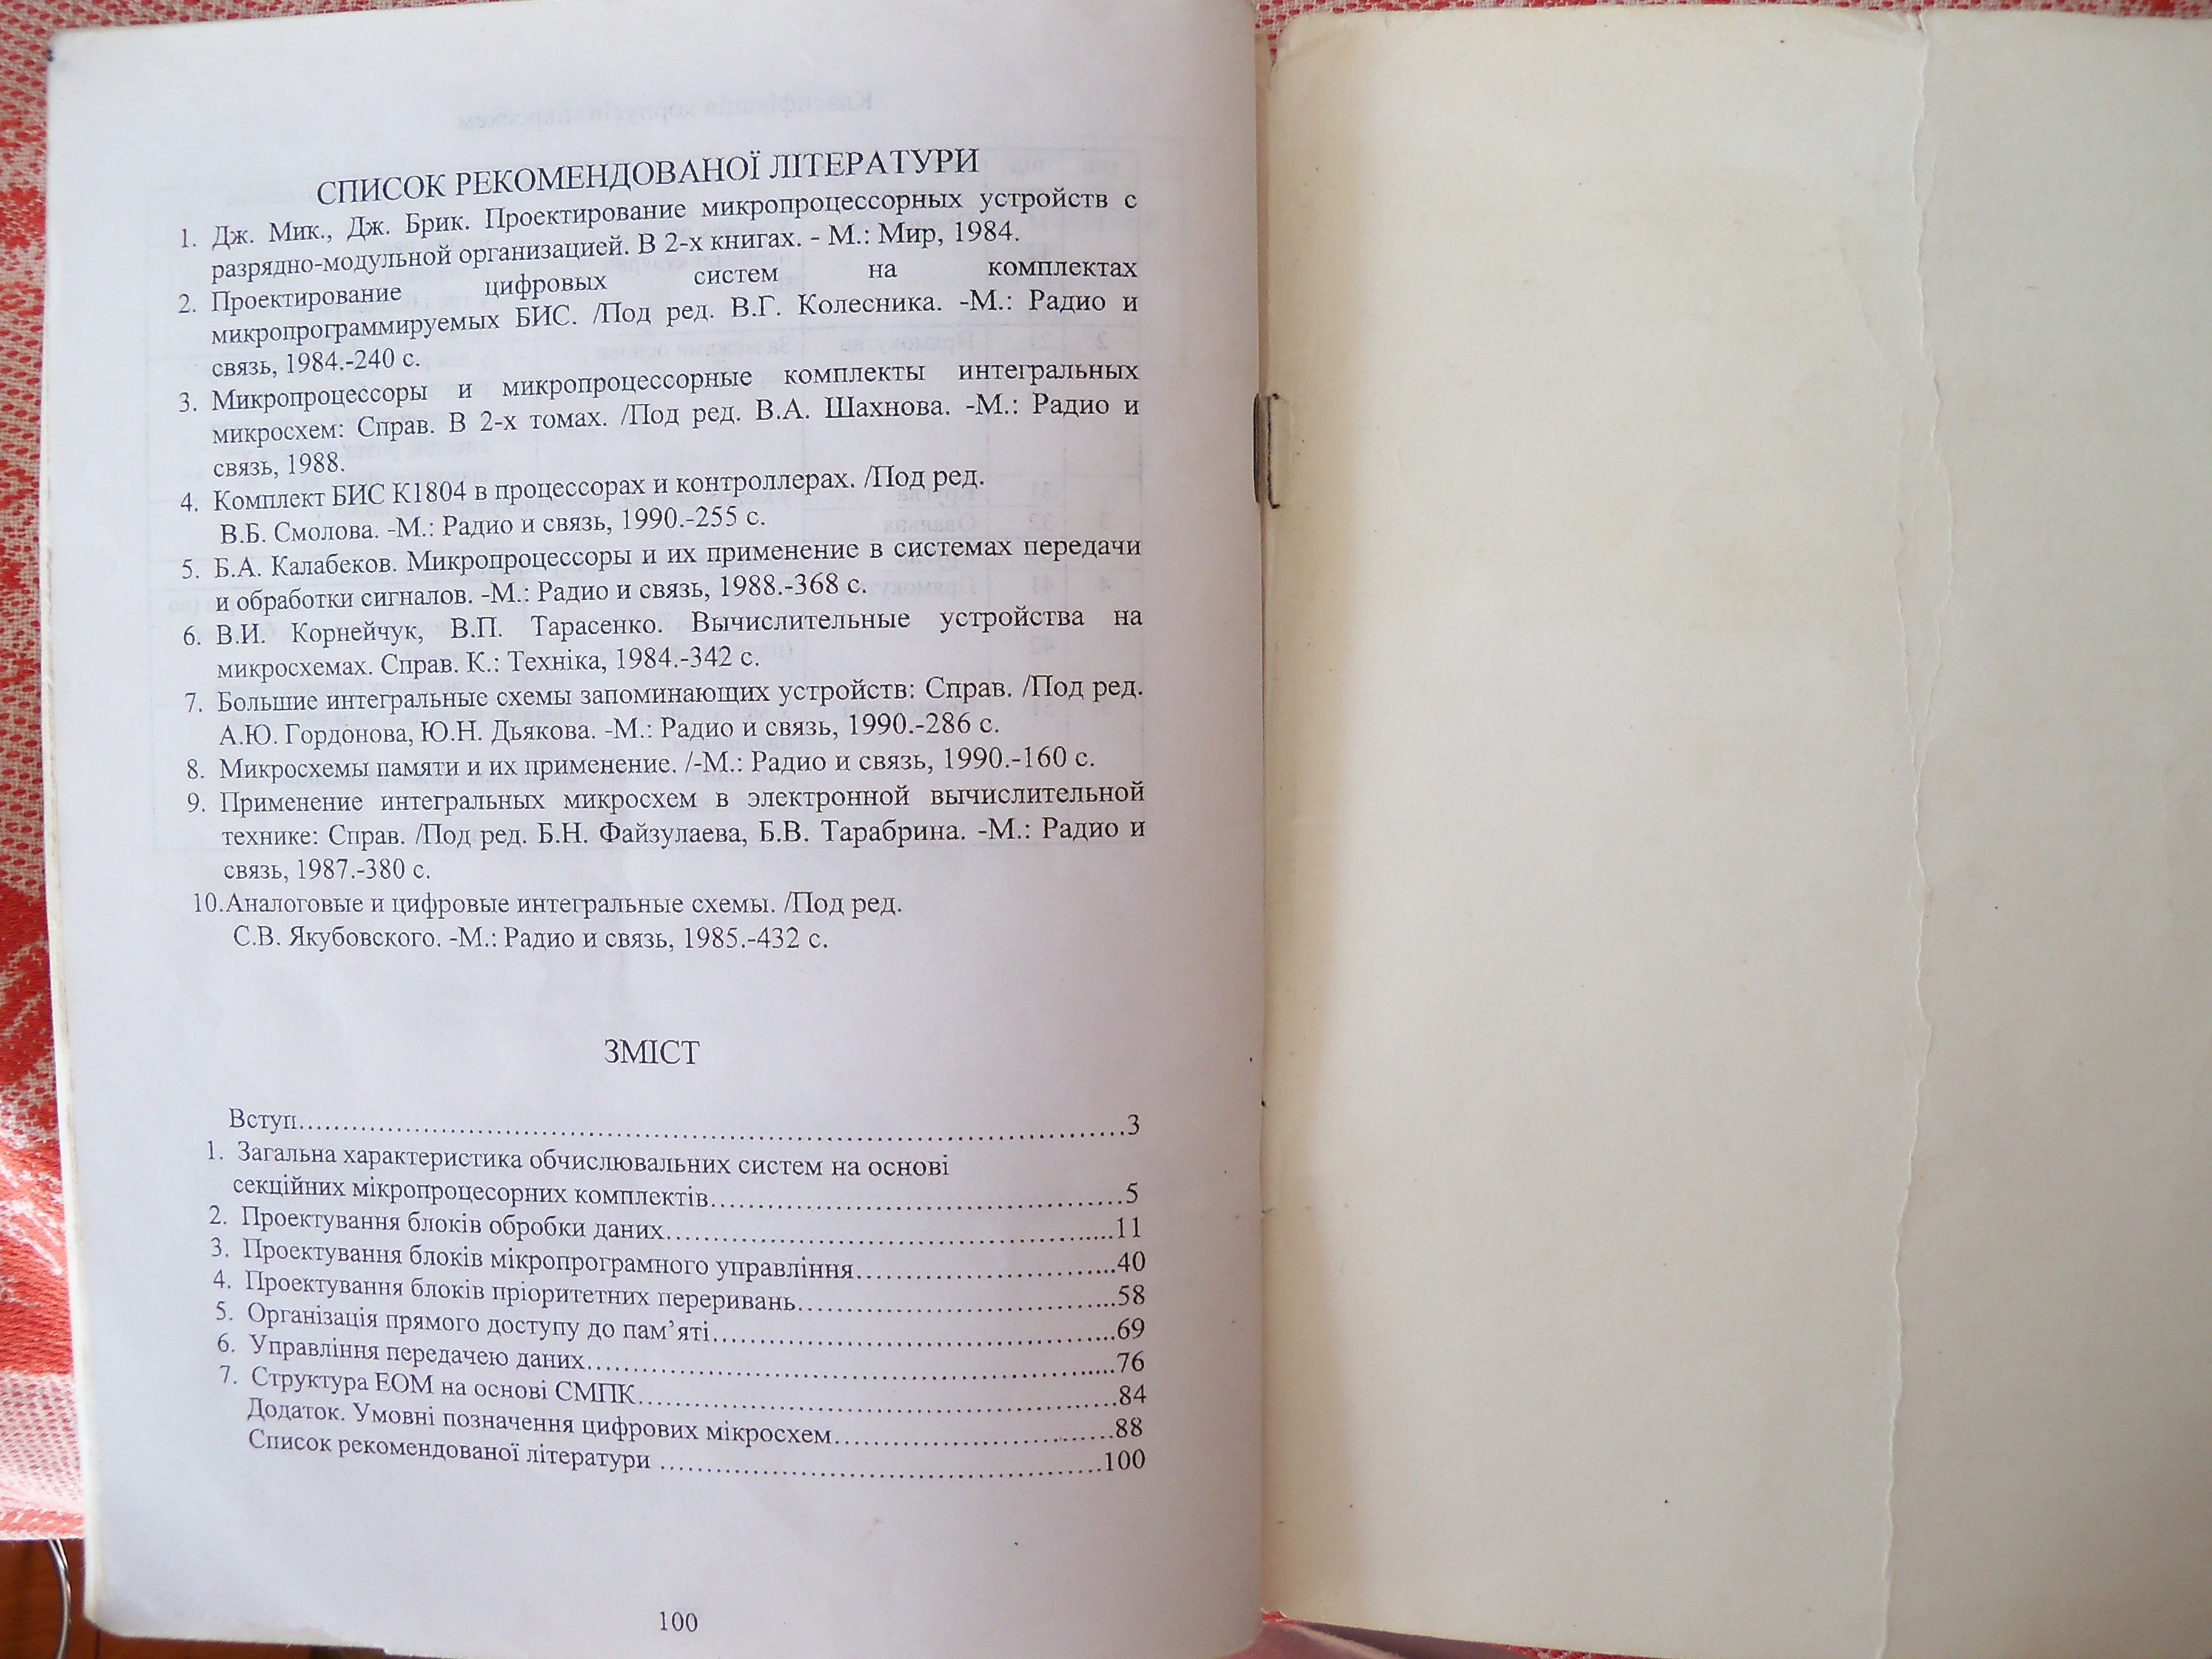 СПИСОК РЕКОМЕНДОВАНОЇ ЛІТЕРАТУРИ
1. Дж. Мик., Дж. Брик. Проектирование микропроцессорных устройств с
разрядно-модульной организацией. В 2-х книгах. - М.: Мир, 1984.
2. Проектирование цифровых систем на комплектах
микропрограммируемых БИС. /Под ред. В.Г. Колесника. -М.: Радио и
связь, 1984.-240 с.
3. Микропроцессоры и микропроцессорные комплекты интегральных
микросхем: Справ. В 2-х томах. /Под ред. В.А. Шахнова. -М.: Радио и
связь, 1988.
4. Комплект БИС К1804 в процессорах и контроллерах. /Под ред.
В.Б. Смолова. -М.: Радио и связь, 1990.-255 с.
5. Б.А. Калабеков. Микропроцессоры и их применение в системах передачи
и обработки сигналов. -М.: Радио и связь, 1988.-368 с.
6. В.И. Корнейчук, В.П. Тарасенко. Вычислительные устройства на
микросхемах. Справ. К.: Техніка, 1984.-342 с.
7. Большие интегральные схемы запоминающих устройств: Справ. /Под ред.
А.Ю. Гордонова, Ю.Н. Дьякова. -М.: Радио и связь, 1990.-286 с.
8. Микросхемы памяти и их применение. /-М.: Радио и связь, 1990.-160 с.
9. Применение интегральных микросхем в электронной вычислительной
технике: Справ. /Под ред. Б.Н. Файзулаева, Б.В. Тарабрина. -М.: Радио и
связь, 1987.-380 с.
10.Аналоговые и цифровые интегральные схемы. /Под ред.
С.В. Якубовского. -М.: Радио и связь, 1985.-432 с.
ЗМІСТ
Вступ..........3
1. Загальна характеристика обчислювальних систем на основі
секційних мікропроцесорних комплектів..........5
2. Проектування блоків обробки даних..........11
3. Проектування блоків мікропрограмного управління..........40
4. Проектування блоків пріоритетних переривань..........58
5. Організація прямого доступу до пам’яті..........69
6. Управління передачею даних..........76
7. Структура ЕОМ на основі СМПК..........84
Додаток. Умовні позначення цифрових мікросхем..........88
Список рекомендованої літератури ..........100
100